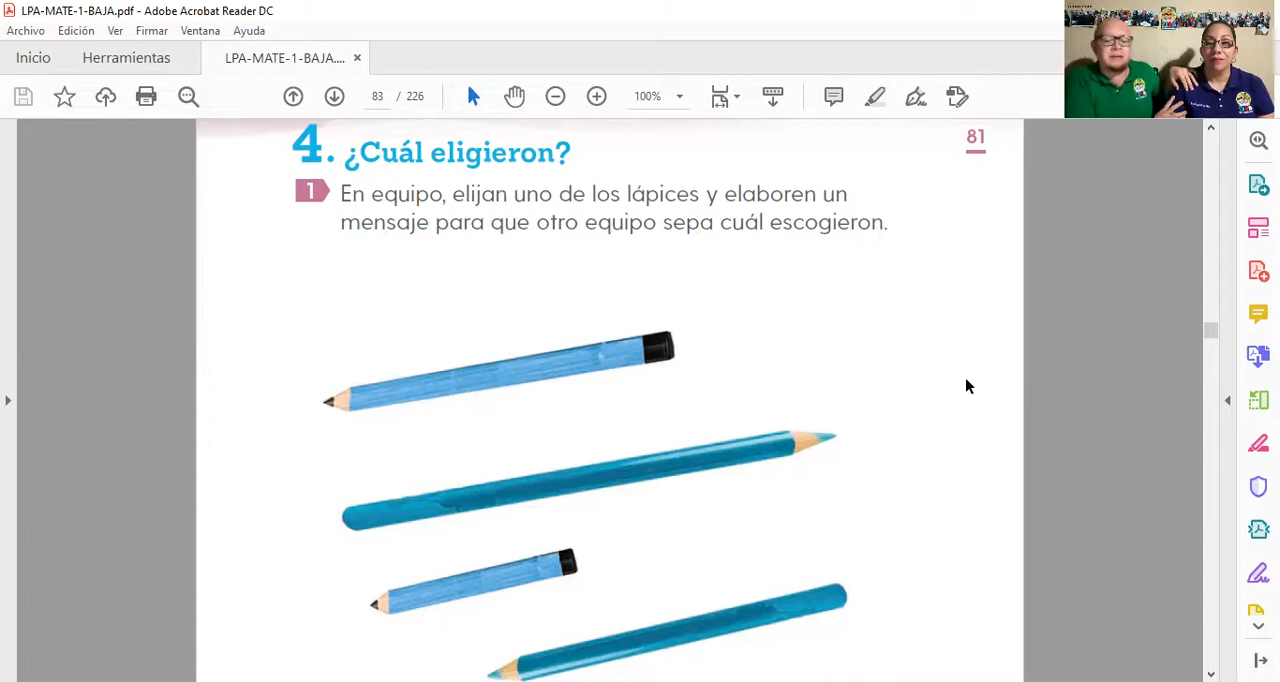 LPA-MATE-1-BAJA.pdf - Adobe Acrobat Reader DC
Archivo Edición Ver Firmar Ventana Ayuda
Inicio Herramientas LPA-MATE-1-BAJA.... ×
83 / 226 100%
4. ¿Cuál eligieron?
81
1 En equipo, elijan uno de los lápices y elaboren un
mensaje para que otro equipo sepa cuál escogieron.